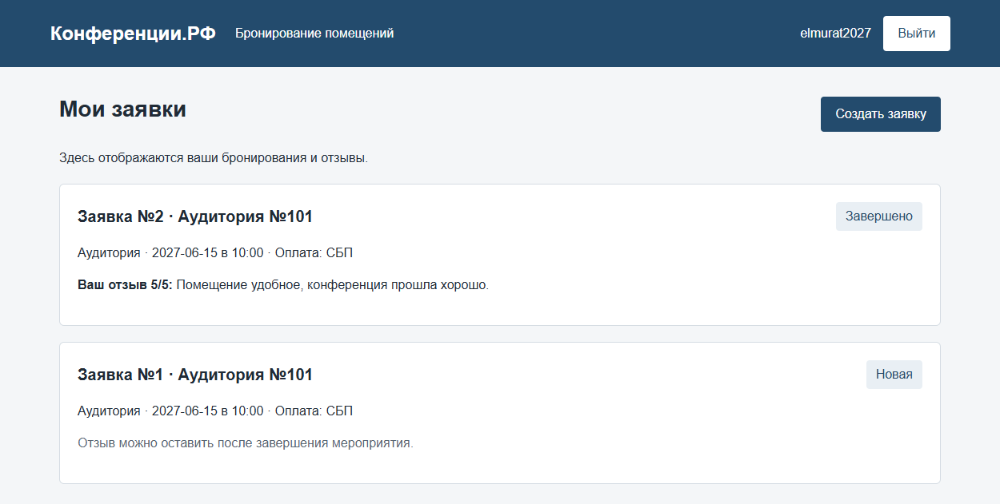 Конференции.РФ Бронирование помещений elmurat2027 Выйти
Мои заявки Создать заявку
Здесь отображаются ваши бронирования и отзывы.
Заявка №2 · Аудитория №101 Завершено
Аудитория · 2027-06-15 в 10:00 · Оплата: СБП
Ваш отзыв 5/5: Помещение удобное, конференция прошла хорошо.
Заявка №1 · Аудитория №101 Новая
Аудитория · 2027-06-15 в 10:00 · Оплата: СБП
Отзыв можно оставить после завершения мероприятия.